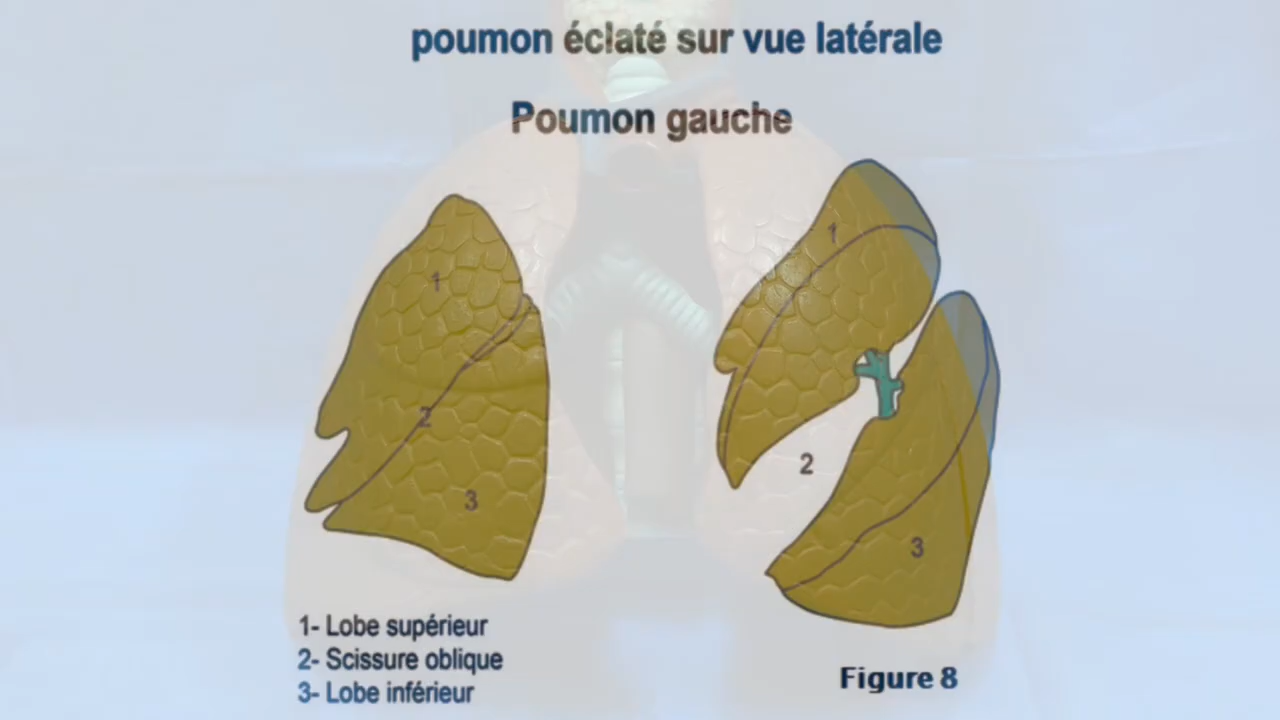 poumon éclaté sur vue latérale
Poumon gauche
1
2
3
1
2
3
1- Lobe supérieur
2- Scissure oblique
3- Lobe inférieur
Figure 8